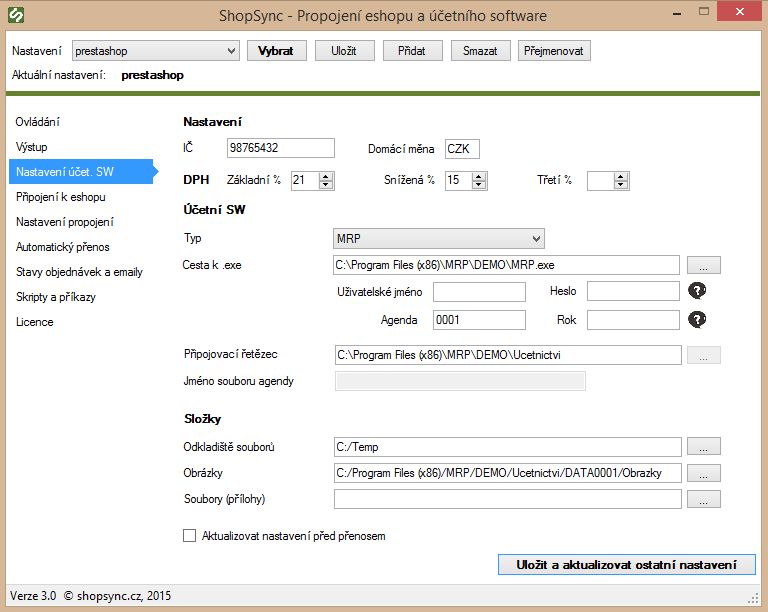 ShopSync - Propojení eshopu a účetního software
Nastavení prestashop Vybrat Uložit Přidat Smazat Přejmenovat
Aktuální nastavení: prestashop
Ovládání
Výstup
Nastavení účet. SW
Připojení k eshopu
Nastavení propojení
Automatický přenos
Stavy objednávek a emaily
Skripty a příkazy
Licence
Nastavení
IČ 98765432 Domácí měna CZK
DPH Základní % 21 Snížená % 15 Třetí %
Účetní SW
Typ MRP
Cesta k .exe C:\Program Files (x86)\MRP\DEMO\MRP.exe ...
Uživatelské jméno Heslo ?
Agenda 0001 Rok ?
Připojovací řetězec C:\Program Files (x86)\MRP\DEMO\Ucetnictvi ...
Jméno souboru agendy
Složky
Odkladiště souborů C:/Temp ...
Obrázky C:/Program Files (x86)/MRP/DEMO/Ucetnictvi/DATA0001/Obrazky ...
Soubory (přílohy) ...
Aktualizovat nastavení před přenosem
Uložit a aktualizovat ostatní nastavení
Verze 3.0 © shopsync.cz, 2015